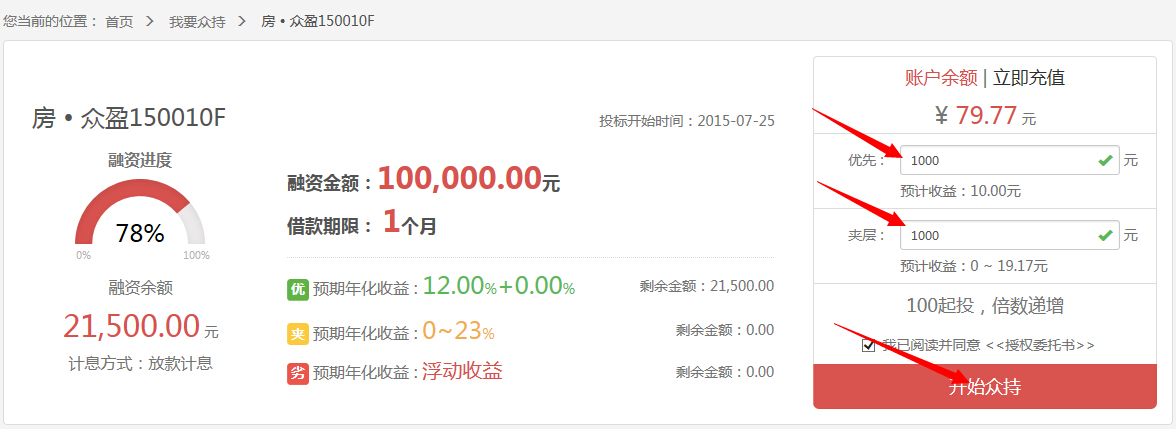 您当前的位置： 首页 > 我要众持 > 房 • 众盈150010F
房 • 众盈150010F
投标开始时间：2015-07-25
融资进度
78%
0% 100%
融资余额
21,500.00 元
计息方式：放款计息
融资金额：100,000.00元
借款期限： 1个月
优 预期年化收益：12.00%+0.00% 剩余金额：21,500.00
夹 预期年化收益：0~23% 剩余金额：0.00
劣 预期年化收益：浮动收益 剩余金额：0.00
账户余额 | 立即充值
¥ 79.77 元
优先： 1000 元
预计收益：10.00元
夹层： 1000 元
预计收益：0 ~ 19.17元
100起投，倍数递增
我已阅读并同意 <<授权委托书>>
开始众持